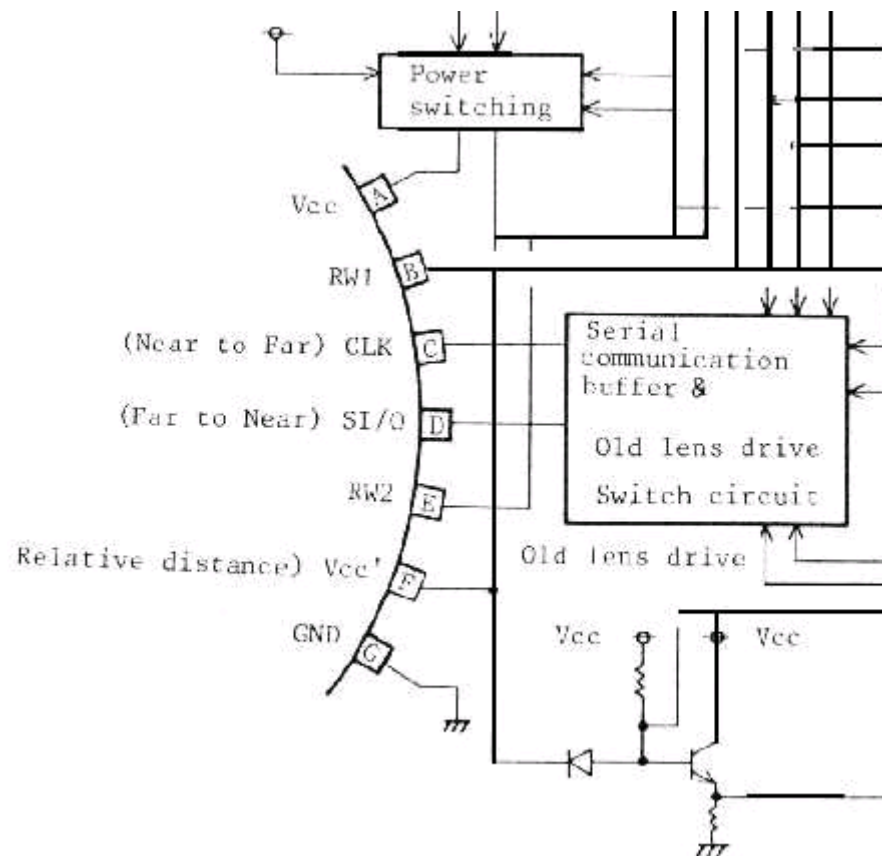 Power
switching
Vcc A
RW1 B
(Near to Far) CLK C
(Far to Near) SI/O D
RW2 E
Relative distance) Vcc' F
GND G
Serial
communication
buffer &
Old lens drive
Switch circuit
Old lens drive
Vcc Vcc